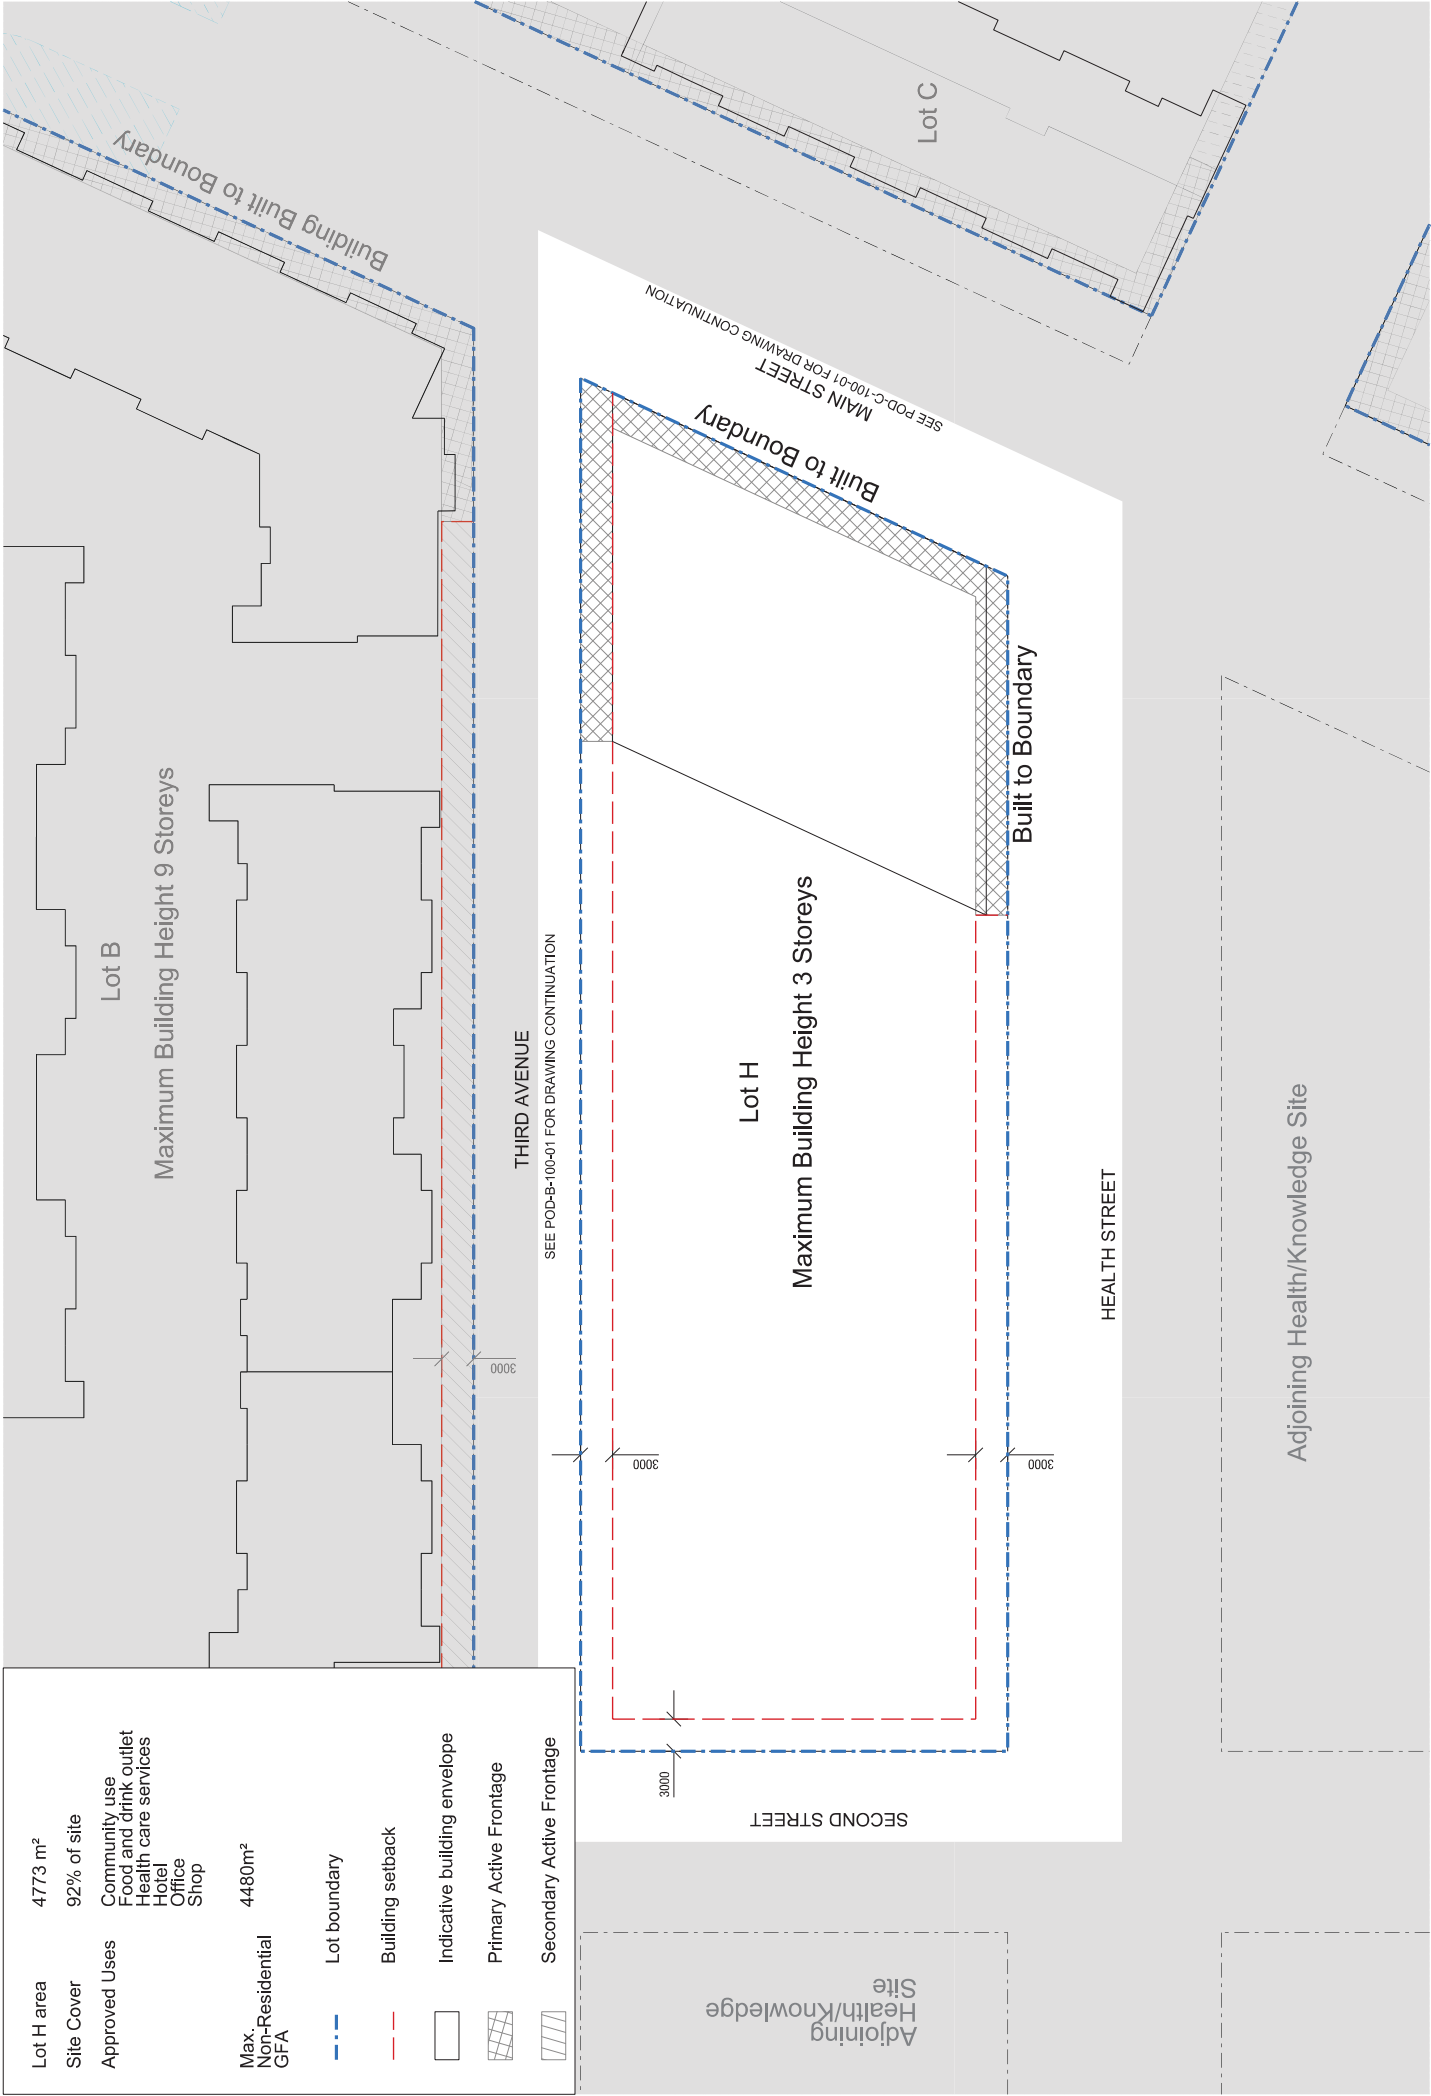 Lot H area 4773 m²
Site Cover 92% of site
Approved Uses Community use
Food and drink outlet
Health care services
Hotel
Office
Shop
Max.
Non-Residential
GFA 4480m²
Lot boundary
Building setback
Indicative building envelope
Primary Active Frontage
Secondary Active Frontage
Lot B
Maximum Building Height 9 Storeys
Building Built to Boundary
3000
THIRD AVENUE
SEE POD-B-100-01 FOR DRAWING CONTINUATION
Lot C
SEE POD-C-100-01 FOR DRAWING CONTINUATION
MAIN STREET
Built to Boundary
Built to Boundary
Lot H
Maximum Building Height 3 Storeys
3000
3000
3000
SECOND STREET
HEALTH STREET
Adjoining
Health/Knowledge
Site
Adjoining Health/Knowledge Site